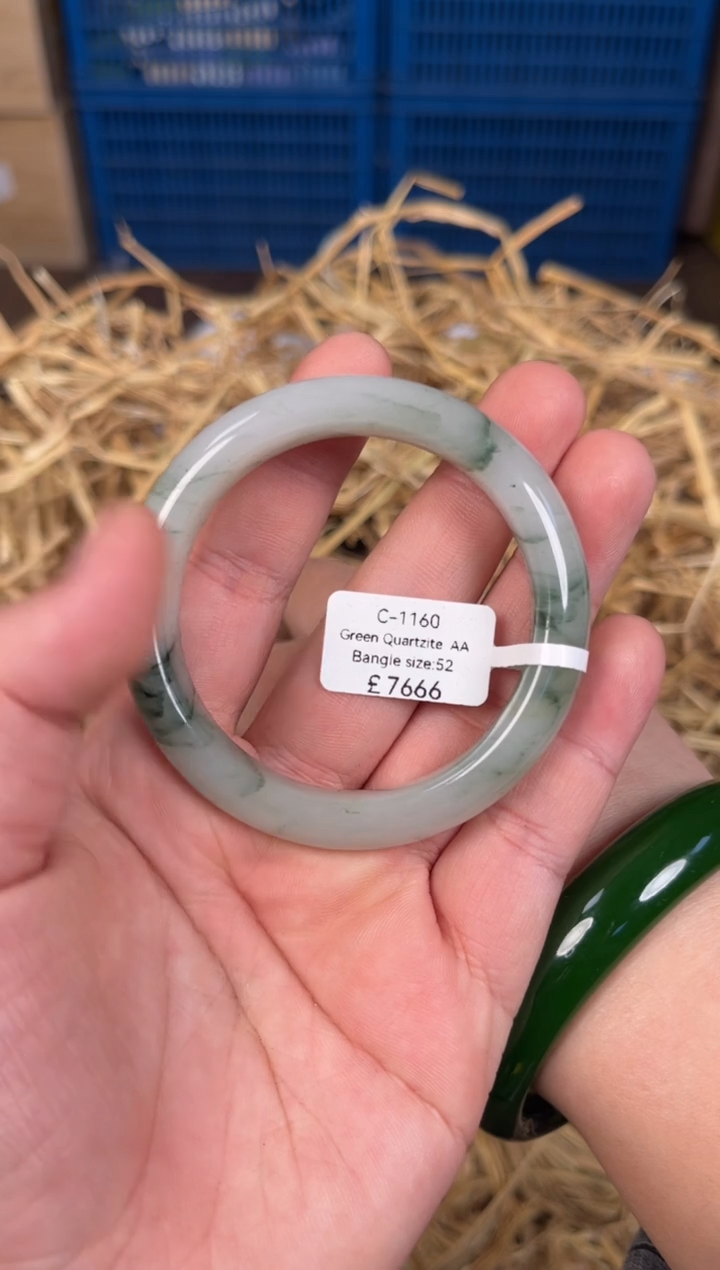 C-1160
Green Quartzite AA
Bangle size:52
£7666